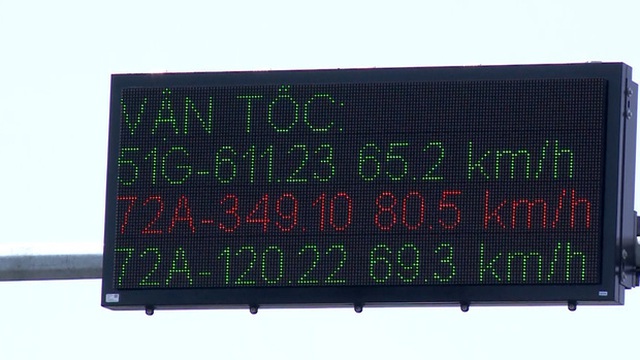 VẬN TỐC:
51G-611.23 65.2 km/h
72A-349.10 80.5 km/h
72A-120.22 69.3 km/h